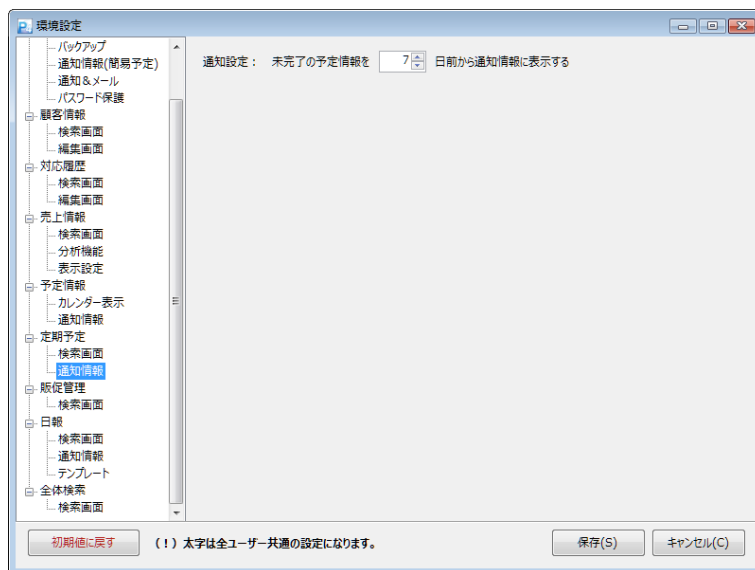 環境設定
バックアップ
通知情報(簡易予定)
通知＆メール
パスワード保護
顧客情報
検索画面
編集画面
対応履歴
検索画面
編集画面
売上情報
検索画面
分析機能
表示設定
予定情報
カレンダー表示
通知情報
定期予定
検索画面
通知情報
販促管理
検索画面
日報
検索画面
通知情報
テンプレート
全体検索
検索画面
通知設定： 未完了の予定情報を 7 日前から通知情報に表示する
初期値に戻す (！) 太字は全ユーザー共通の設定になります。 保存(S) キャンセル(C)